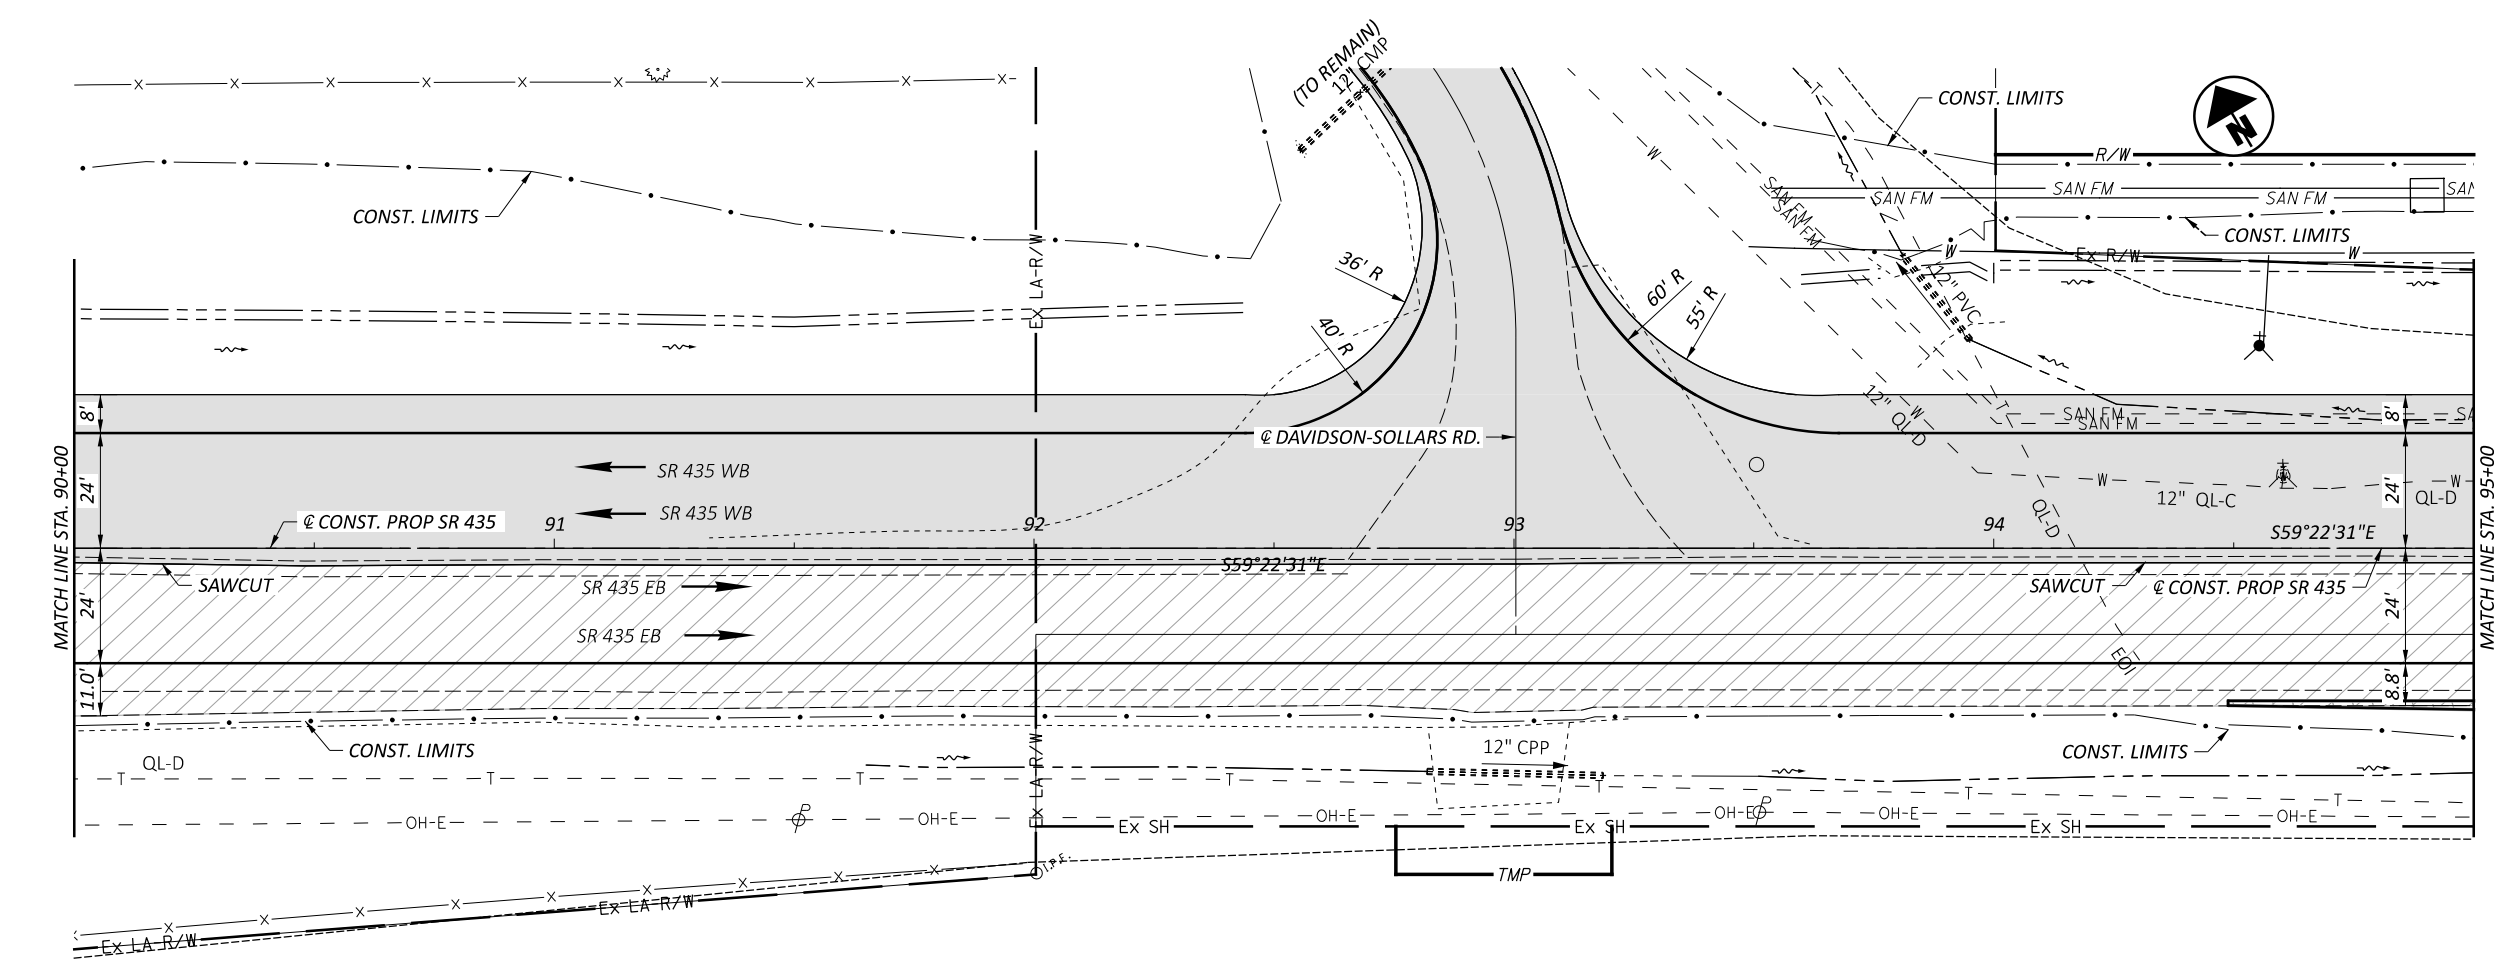 (TO REMAIN)
12" CMP
CONST. LIMITS
N
R/W
SAN FM
SAN FM
SAN FM
SAN
W
SAN FM
SAN FM
CONST. LIMITS
EX LA-R/W
CONST. LIMITS
W
Ex R/W
W
36' R
60' R
55' R
12" PVC
40' R
T
8'
8'
SAN FM
SAN FM
SA
12" QL-D
W
℄ DAVIDSON-SOLLARS RD.
SR 435 WB
24'
24'
W
W
12" QL-C
QL-D
MATCH LINE STA. 90+00
MATCH LINE STA. 95+00
SR 435 WB
℄ CONST. PROP SR 435
91
92
93
94
QL-D
S59°22'31"E
S59°22'31"E
SAWCUT
SR 435 EB
24'
24'
SAWCUT
℄ CONST. PROP SR 435
SR 435 EB
EOI
11.0'
8.8'
CONST. LIMITS
12" CPP
CONST. LIMITS
QL-D
EX LA R/W
T
T
T
T
T
T
T
OH-E
OH-E
OH-E
OH-E
OH-E
OH-E
P
P
Ex SH
Ex SH
Ex SH
I.P.F.
TMP
X X X X X X X X X X
X X X X X X X X X X
Ex LA-R/W
Ex LA-R/W